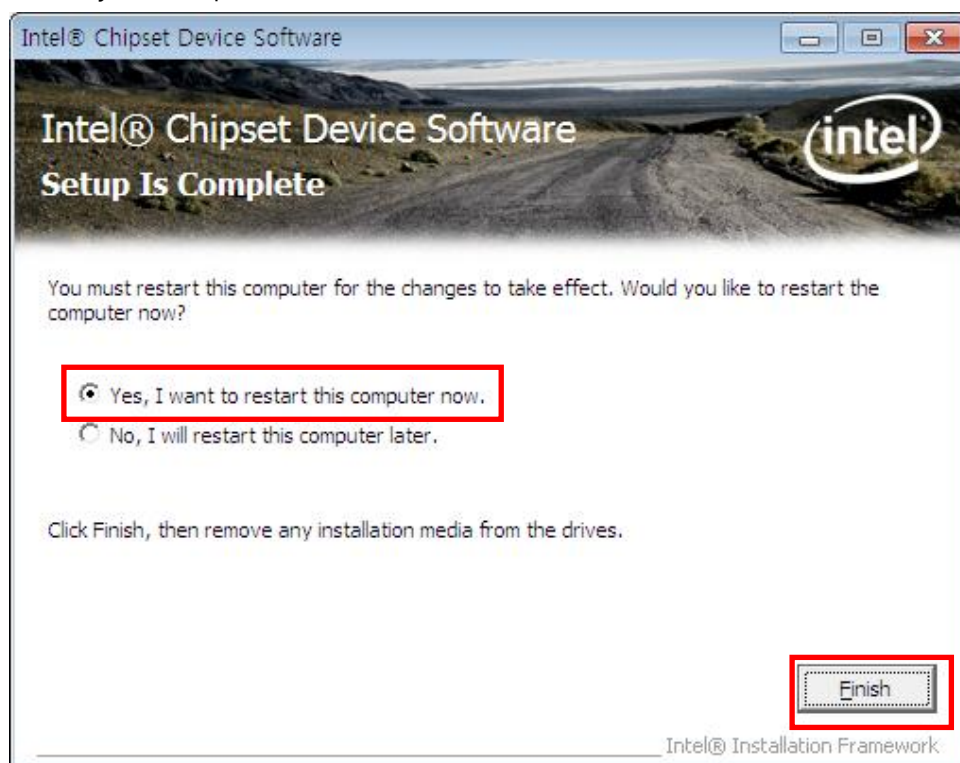 Intel® Chipset Device Software
Intel® Chipset Device Software
intel
Setup Is Complete
You must restart this computer for the changes to take effect. Would you like to restart the
computer now?
Yes, I want to restart this computer now.
No, I will restart this computer later.
Click Finish, then remove any installation media from the drives.
Finish
Intel® Installation Framework